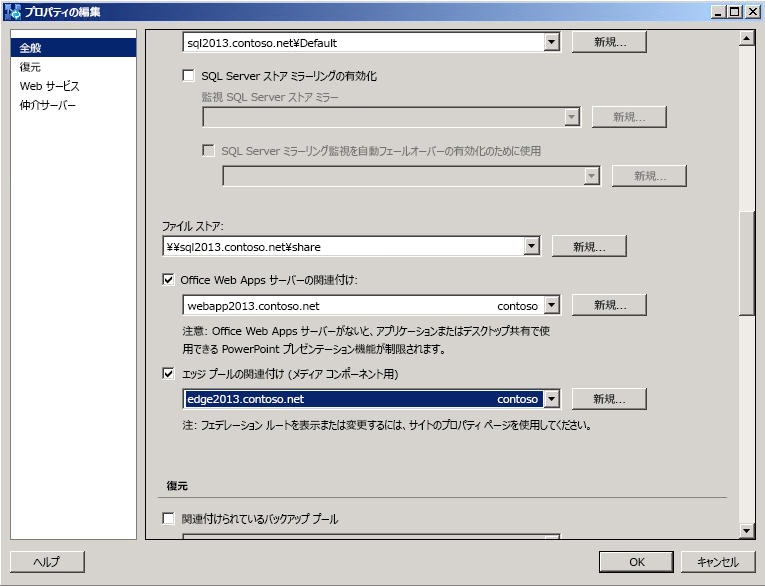 プロパティの編集
全般
復元
Web サービス
仲介サーバー
sql2013.contoso.net¥Default
新規...
SQL Server ストア ミラーリングの有効化
監視 SQL Server ストア ミラー
新規...
SQL Server ミラーリング監視を自動フェールオーバーの有効化のために使用
新規...
ファイル ストア:
¥¥sql2013.contoso.net¥share
新規...
Office Web Apps サーバーの関連付け:
webapp2013.contoso.net contoso
新規...
注意: Office Web Apps サーバーがないと、アプリケーションまたはデスクトップ共有で使
用できる PowerPoint プレゼンテーション機能が制限されます。
エッジ プールの関連付け (メディア コンポーネント用)
edge2013.contoso.net contoso
新規...
注: フェデレーション ルートを表示または変更するには、サイトのプロパティ ページを使用してください。
復元
関連付けられているバックアップ プール
ヘルプ
OK
キャンセル